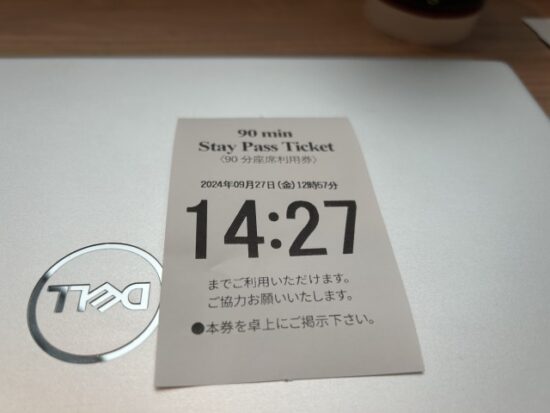 90 min
Stay Pass Ticket
〈90 分座席利用券〉
2024年09月27日(金)12時57分
14:27
までご利用いただけます。
ご協力お願いいたします。
●本券を卓上にご掲示下さい。
DELL